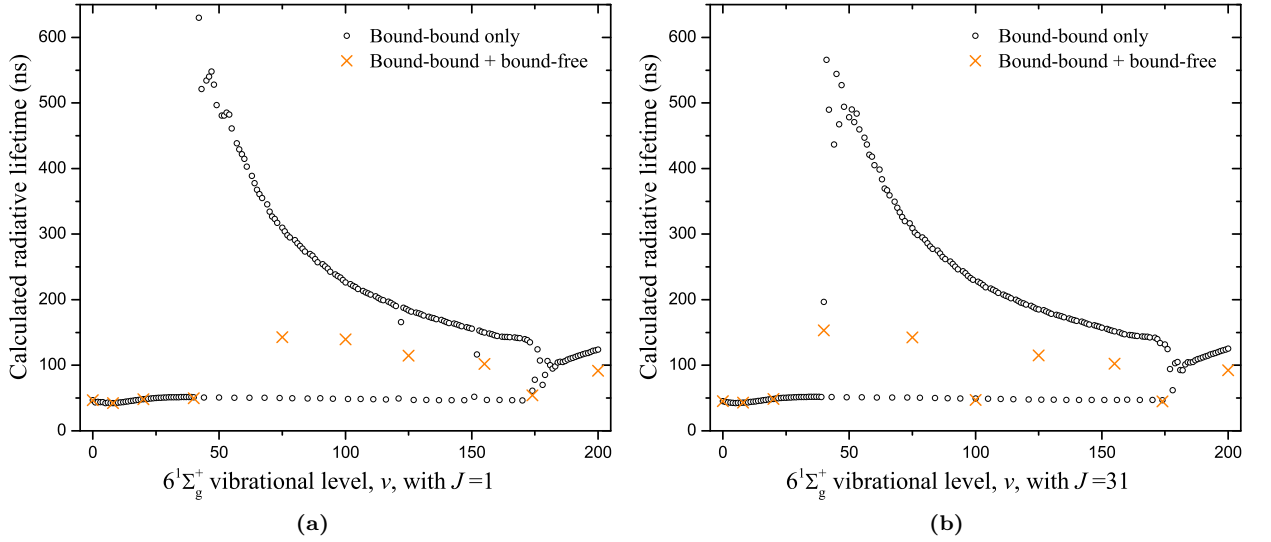 Calculated radiative lifetime (ns)
600
500
400
300
200
100
0
Bound-bound only
Bound-bound + bound-free
0 50 100 150 200
6¹Σg⁺ vibrational level, v, with J =1
(a)
Calculated radiative lifetime (ns)
600
500
400
300
200
100
0
Bound-bound only
Bound-bound + bound-free
0 50 100 150 200
6¹Σg⁺ vibrational level, v, with J =31
(b)